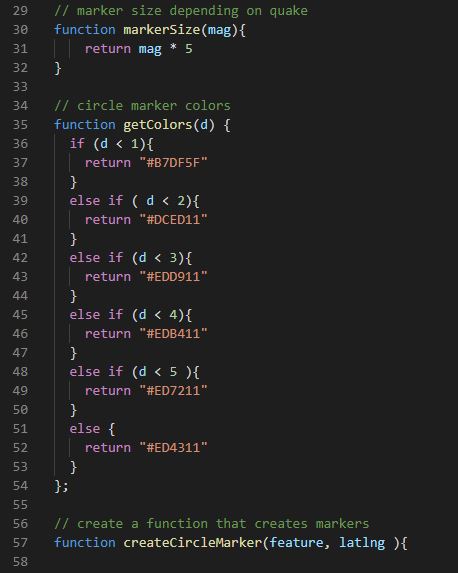 29 // marker size depending on quake
30 function markerSize(mag){
31     return mag * 5
32 }
33
34 // circle marker colors
35 function getColors(d) {
36   if (d < 1){
37     return "#B7DF5F"
38   }
39   else if ( d < 2){
40     return "#DCED11"
41   }
42   else if (d < 3){
43     return "#EDD911"
44   }
45   else if (d < 4){
46     return "#EDB411"
47   }
48   else if (d < 5 ){
49     return "#ED7211"
50   }
51   else {
52     return "#ED4311"
53   }
54 };
55
56 // create a function that creates markers
57 function createCircleMarker(feature, latlng ){
58